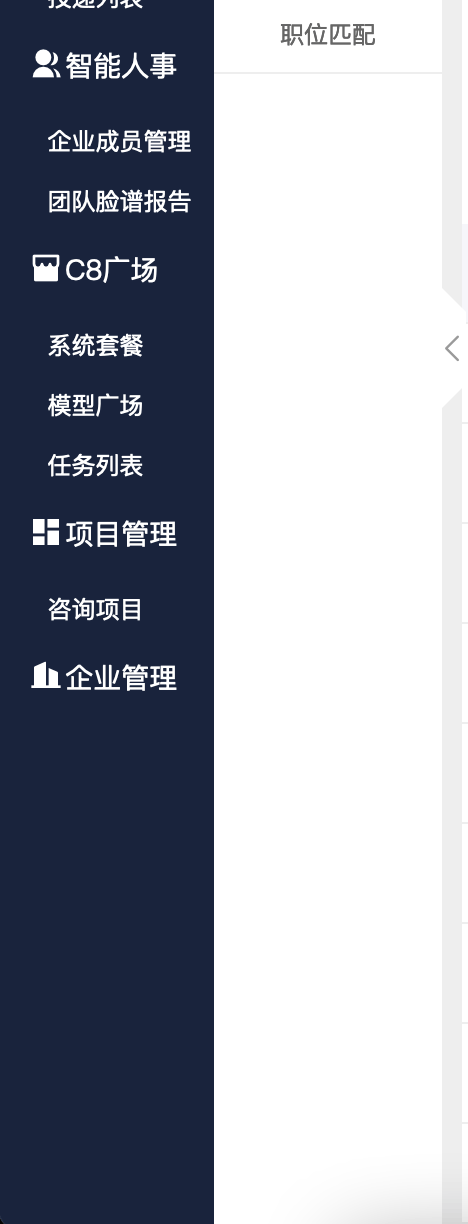 职位匹配
智能人事
企业成员管理
团队脸谱报告
C8广场
系统套餐
模型广场
任务列表
项目管理
咨询项目
企业管理